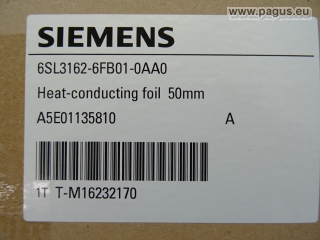 www.pagus.eu
SIEMENS
6SL3162-6FB01-0AA0
Heat-conducting foil 50mm
A5E01135810 A
1T T-M16232170